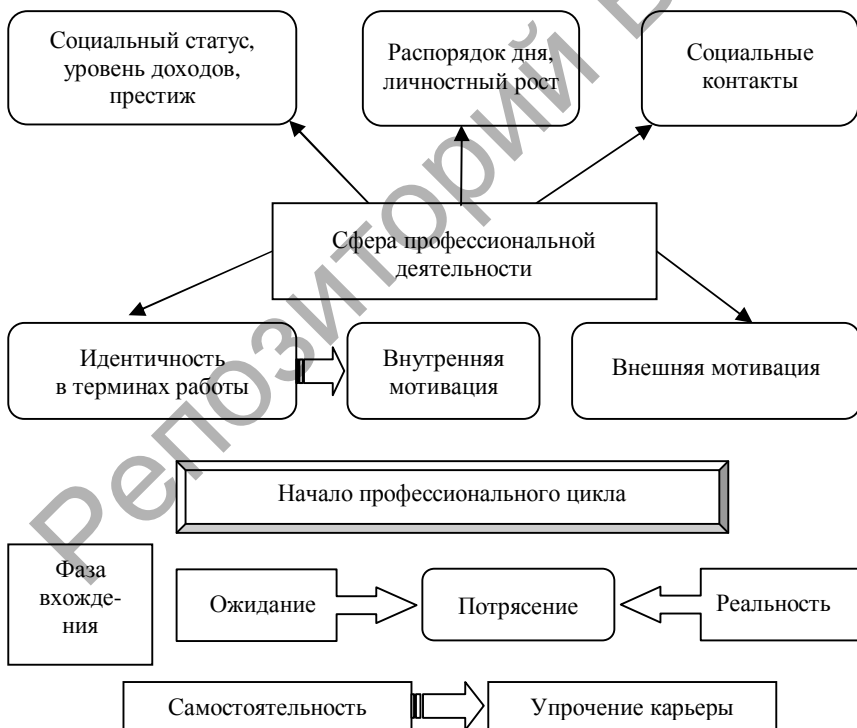 Социальный статус,
уровень доходов,
престиж
Распорядок дня,
личностный рост
Социальные
контакты
Сфера профессиональной
деятельности
Идентичность
в терминах работы
Внутренняя
мотивация
Внешняя мотивация
Начало профессионального цикла
Фаза
вхожде-
ния
Ожидание
Потрясение
Реальность
Самостоятельность
Упрочение карьеры
Репозиторий